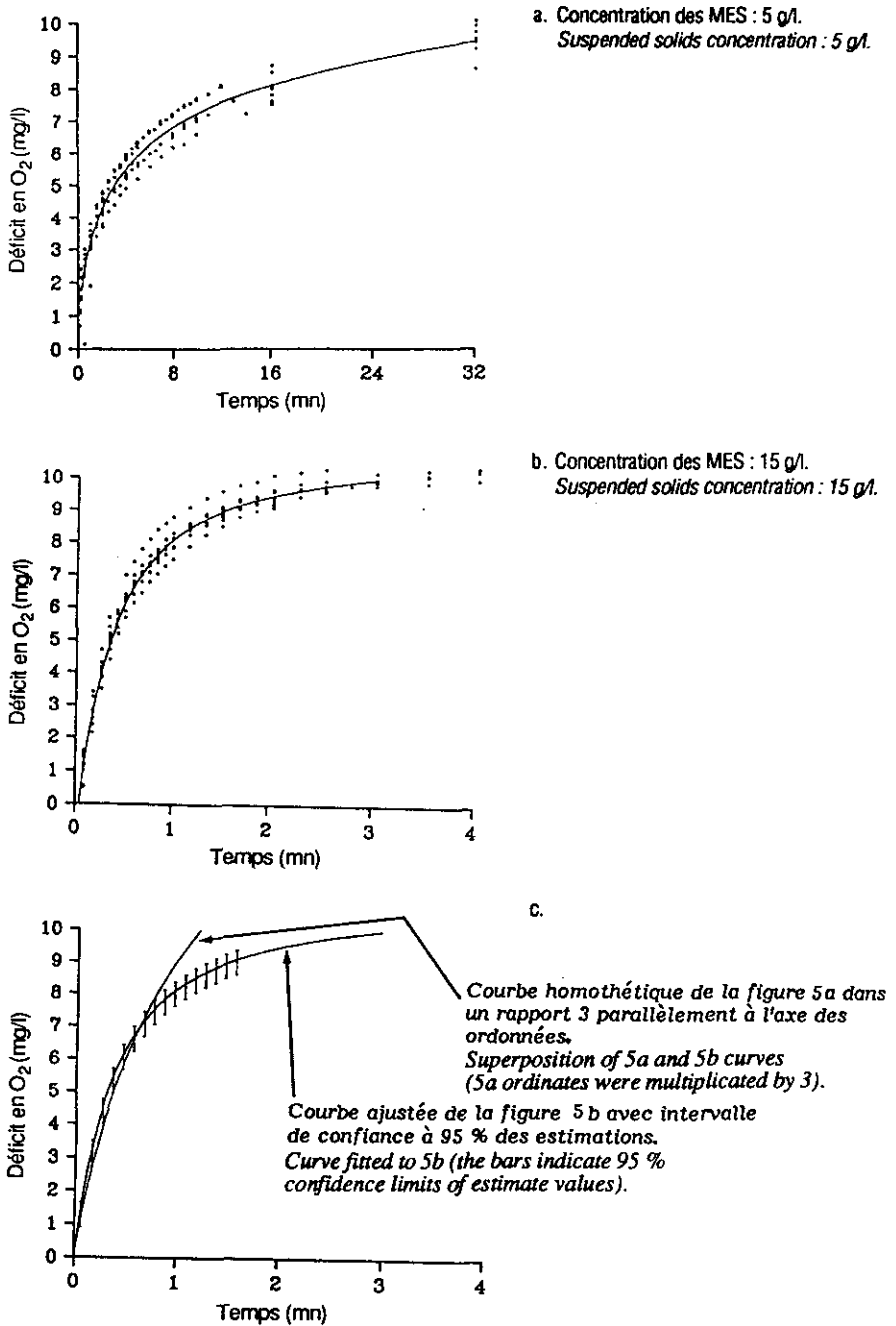 a. Concentration des MES : 5 g/l.
Suspended solids concentration : 5 g/l.
Déficit en O2 (mg/l)
10
9
8
7
6
5
4
3
2
1
0
0 8 16 24 32
Temps (mn)
b. Concentration des MES : 15 g/l.
Suspended solids concentration : 15 g/l.
Déficit en O2 (mg/l)
10
9
8
7
6
5
4
3
2
1
0
0 1 2 3 4
Temps (mn)
c.
Déficit en O2 (mg/l)
10
9
8
7
6
5
4
3
2
1
0
0 1 2 3 4
Temps (mn)
Courbe homothétique de la figure 5a dans
un rapport 3 parallèlement à l'axe des
ordonnées.
Superposition of 5a and 5b curves
(5a ordinates were multiplicated by 3).
Courbe ajustée de la figure 5b avec intervalle
de confiance à 95 % des estimations.
Curve fitted to 5b (the bars indicate 95 %
confidence limits of estimate values).